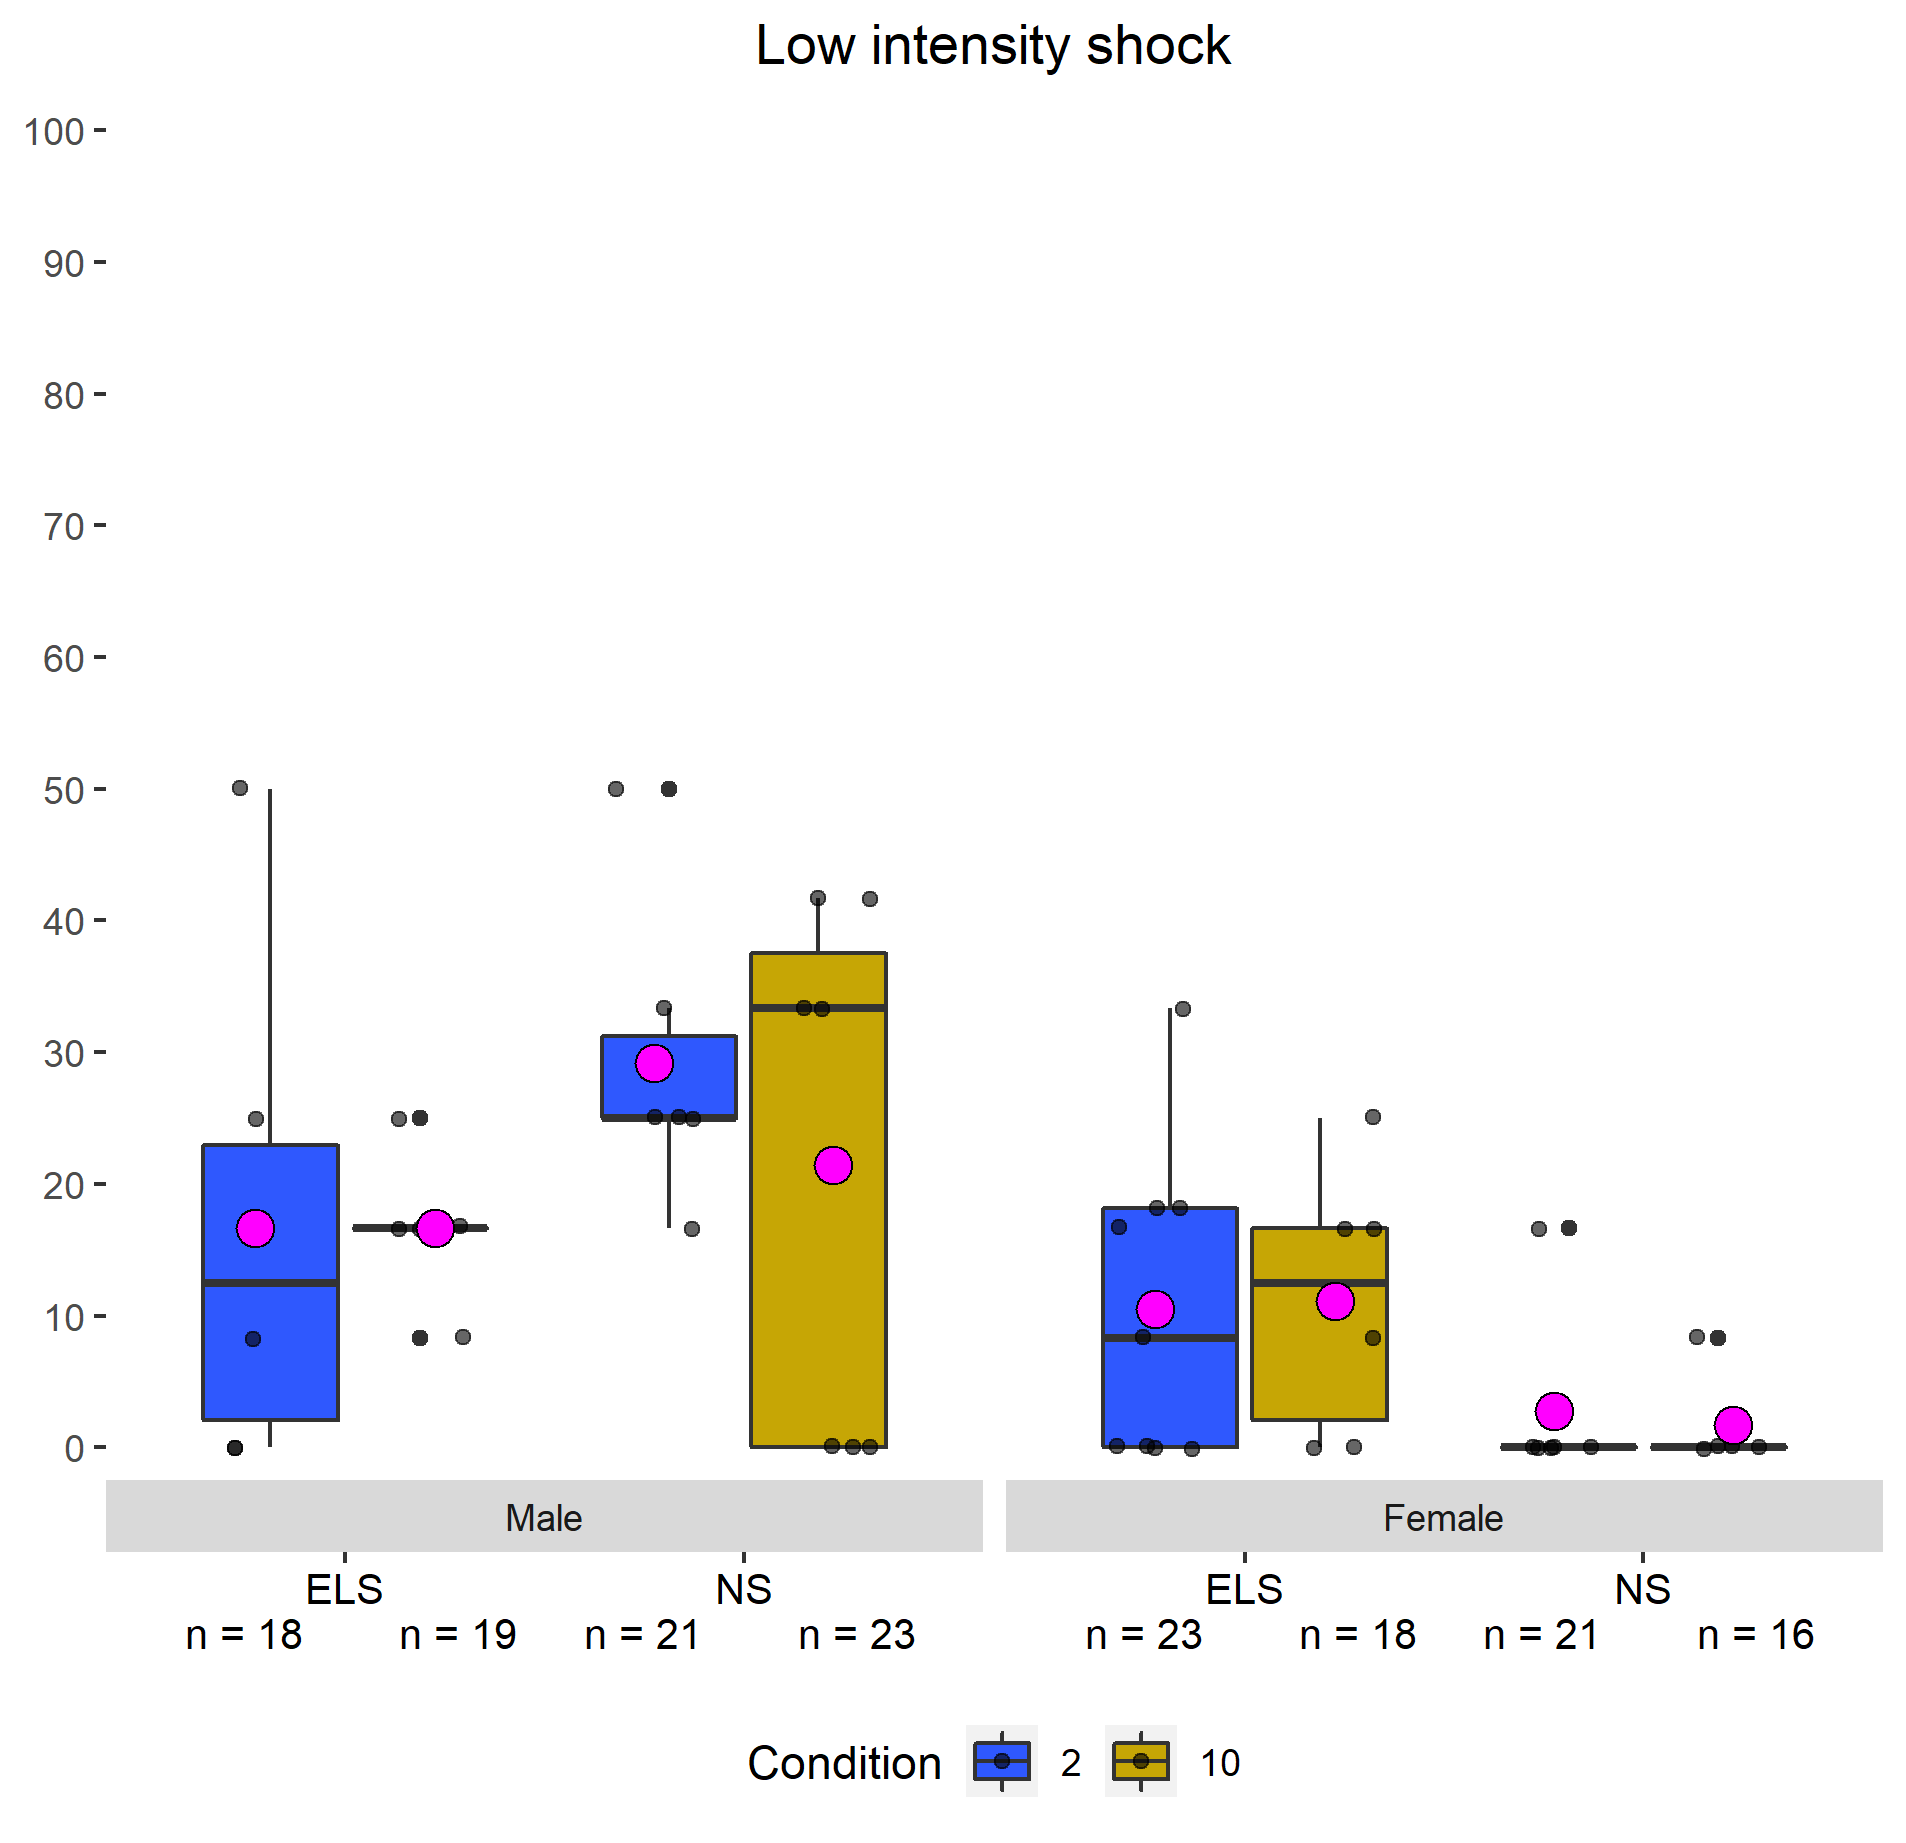 Low intensity shock
100
90
80
70
60
50
40
30
20
10
0
Male Female
ELS NS ELS NS
n = 18 n = 19 n = 21 n = 23 n = 23 n = 18 n = 21 n = 16
Condition 2 10